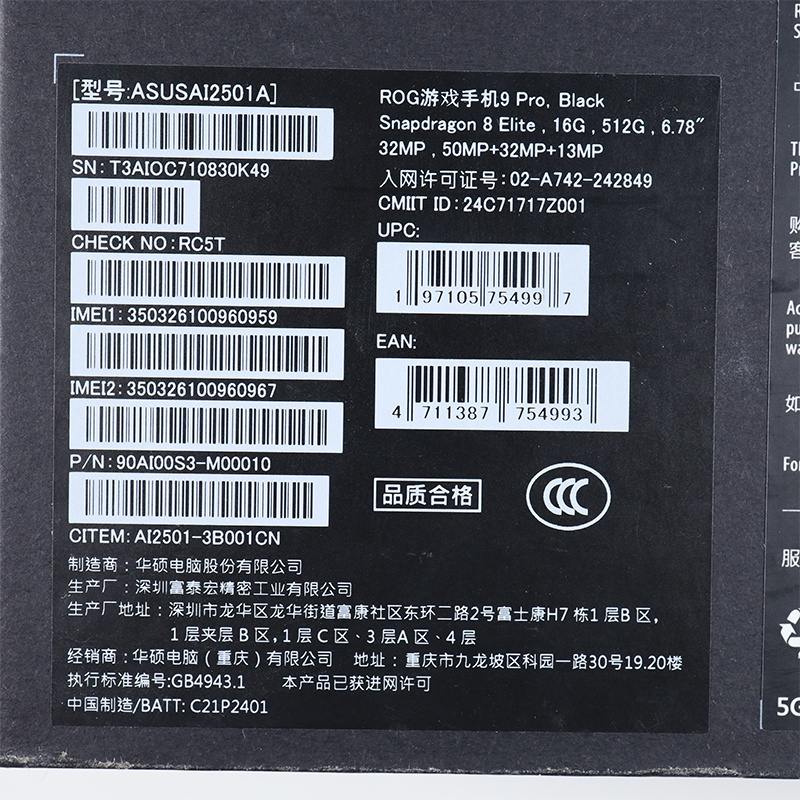 [型号:ASUSAI2501A]
SN: T3AIOC710830K49
CHECK NO: RC5T
IMEI1: 350326100960959
IMEI2: 350326100960967
P/N: 90AI00S3-M00010
CITEM: AI2501-3B001CN
ROG游戏手机9 Pro, Black
Snapdragon 8 Elite , 16G , 512G , 6.78"
32MP , 50MP+32MP+13MP
入网许可证号: 02-A742-242849
CMIIT ID: 24C71717Z001
UPC:
1 97105 75499 7
EAN:
4 711387 754993
品质合格
CCC
制造商：华硕电脑股份有限公司
生产厂：深圳富泰宏精密工业有限公司
生产厂地址：深圳市龙华区龙华街道富康社区东环二路2号富士康H7 栋1 层B 区，
1 层夹层 B 区，1 层 C 区、3 层A 区、4 层
经销商：华硕电脑（重庆）有限公司 地址：重庆市九龙坡区科园一路30号19.20楼
执行标准编号:GB4943.1 本产品已获进网许可
中国制造/BATT: C21P2401
购
客
pu
如
服
5G